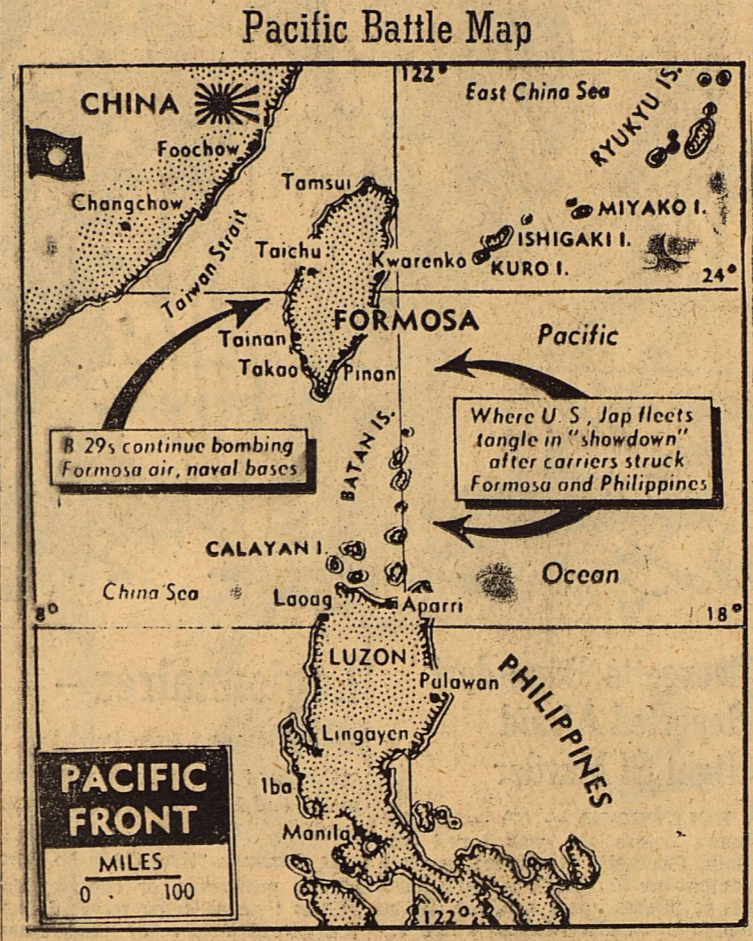 Pacific Battle Map
122°
East China Sea
RYUKYU IS.
CHINA
Foochow
Changchow
Tamsui
MIYAKO I.
ISHIGAKI I.
Taiwan Strait
Taichu
Kwarenko
KURO I.
24°
FORMOSA
Pacific
Tainan
Takao
Pinan
B 29s continue bombing
Formosa air, naval bases
Where U S, Jap fleets
tangle in "showdown"
after carriers struck
Formosa and Philippines
BATAN IS.
CALAYAN I.
China Sea
Ocean
Laoag
Aparri
8°
18°
LUZON
Palawan
PHILIPPINES
Lingayen
PACIFIC
FRONT
MILES
0 100
Iba
Manila
122°